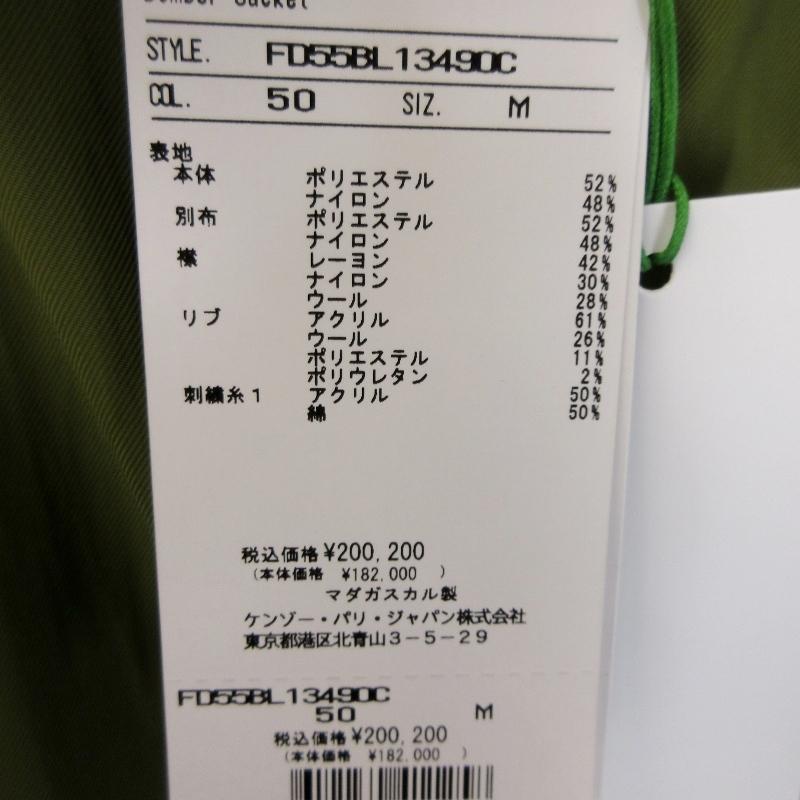 Bomber Jacket
STYLE. FD55BL13490C
COL. 50 SIZ. M
表地
本体 ポリエステル 52%
ナイロン 48%
別布 ポリエステル 52%
ナイロン 48%
襟 レーヨン 42%
ナイロン 30%
ウール 28%
リブ アクリル 61%
ウール 26%
ポリエステル 11%
ポリウレタン 2%
刺繍糸1 アクリル 50%
綿 50%
税込価格 ¥200,200
(本体価格 ¥182,000 )
マダガスカル製
ケンゾー・パリ・ジャパン株式会社
東京都港区北青山3-5-29
FD55BL13490C
50 M
税込価格 ¥200,200
(本体価格 ¥182,000 )